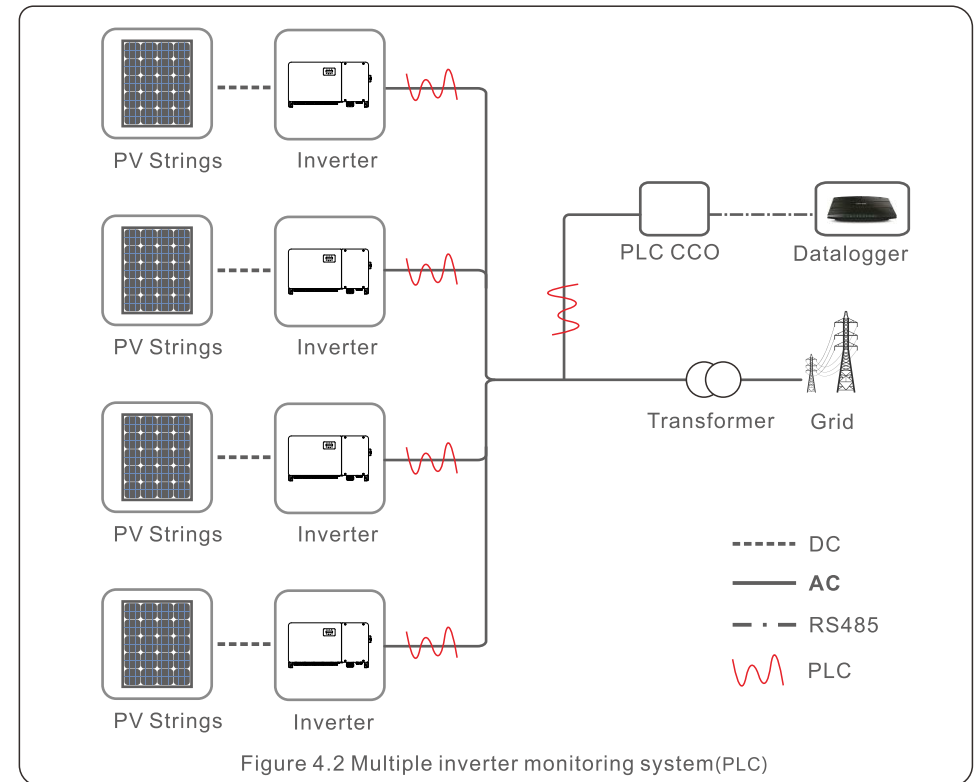 PV Strings
Inverter
PV Strings
Inverter
PV Strings
Inverter
PV Strings
Inverter
PLC CCO
Datalogger
Transformer
Grid
DC
AC
RS485
PLC
Figure 4.2 Multiple inverter monitoring system(PLC)